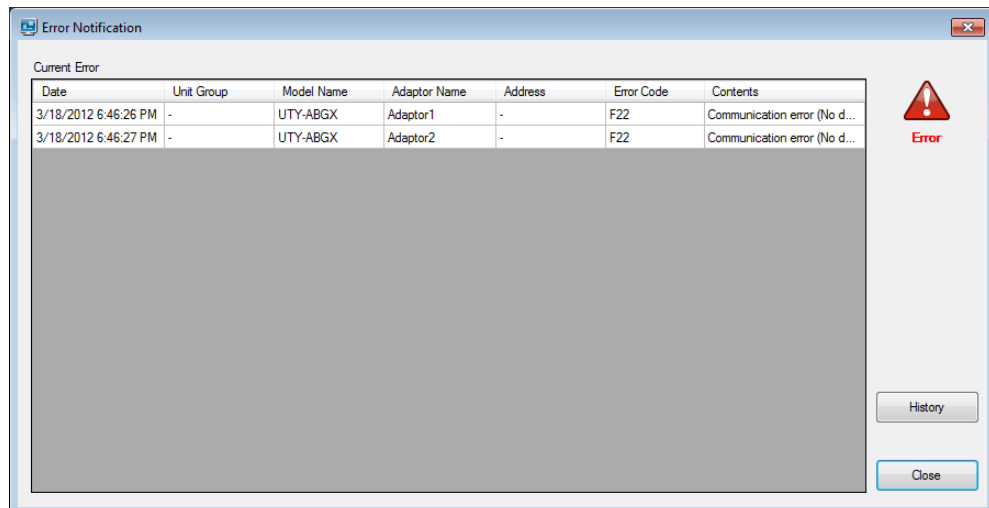 Error Notification
Current Error
Date Unit Group Model Name Adaptor Name Address Error Code Contents
3/18/2012 6:46:26 PM - UTY-ABGX Adaptor1 - F22 Communication error (No d...
3/18/2012 6:46:27 PM - UTY-ABGX Adaptor2 - F22 Communication error (No d...
Error
History
Close